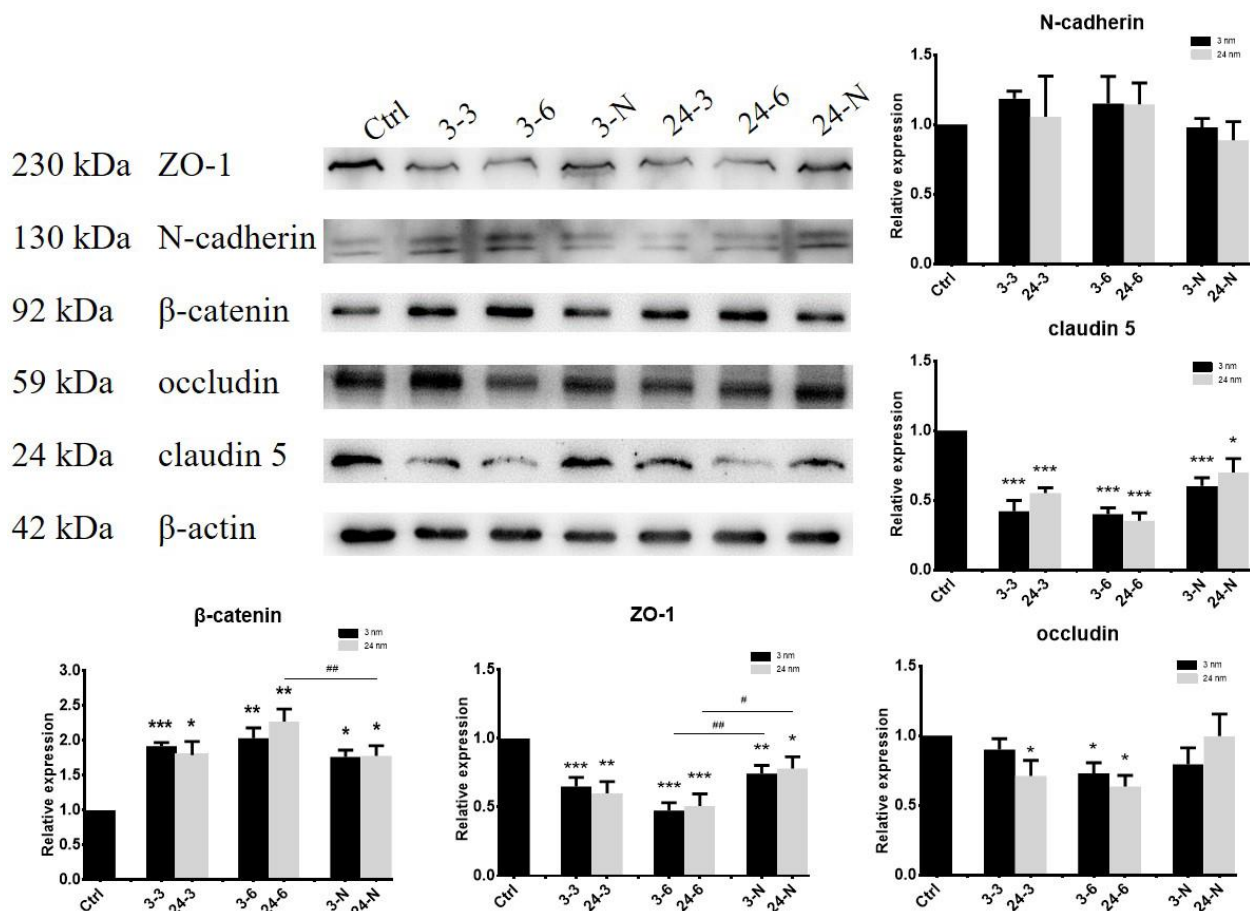 Ctrl 3-3 3-6 3-N 24-3 24-6 24-N
230 kDa ZO-1
130 kDa N-cadherin
92 kDa β-catenin
59 kDa occludin
24 kDa claudin 5
42 kDa β-actin
N-cadherin
3 nm
24 nm
Relative expression
1.5
1.0
0.5
0.0
Ctrl 3-3 24-3 3-6 24-6 3-N 24-N
claudin 5
3 nm
24 nm
Relative expression
1.5
1.0
0.5
0.0
*** *** *** *** *** *
Ctrl 3-3 24-3 3-6 24-6 3-N 24-N
β-catenin
3 nm
24 nm
Relative expression
3.0
2.5
2.0
1.5
1.0
0.5
0.0
##
*** * ** ** * *
Ctrl 3-3 24-3 3-6 24-6 3-N 24-N
ZO-1
3 nm
24 nm
Relative expression
1.5
1.0
0.5
0.0
#
##
*** ** *** *** ** *
Ctrl 3-3 24-3 3-6 24-6 3-N 24-N
occludin
3 nm
24 nm
Relative expression
1.5
1.0
0.5
0.0
* * *
Ctrl 3-3 24-3 3-6 24-6 3-N 24-N